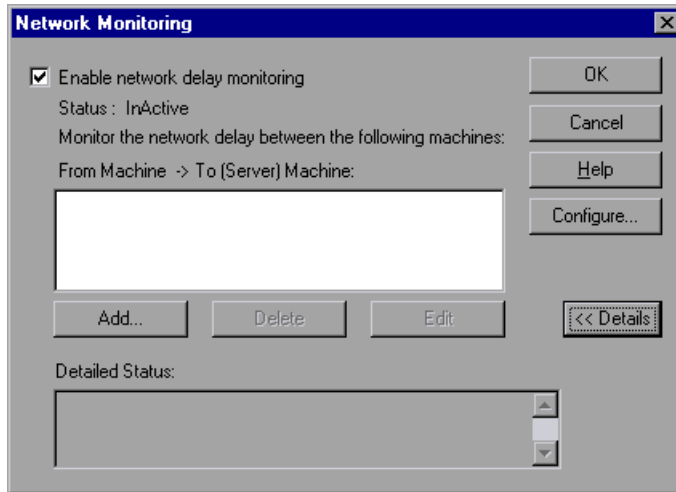 Network Monitoring
Enable network delay monitoring
OK
Status : InActive
Cancel
Monitor the network delay between the following machines:
From Machine -> To (Server) Machine:
Help
Configure...
Add...
Delete
Edit
<< Details
Detailed Status: